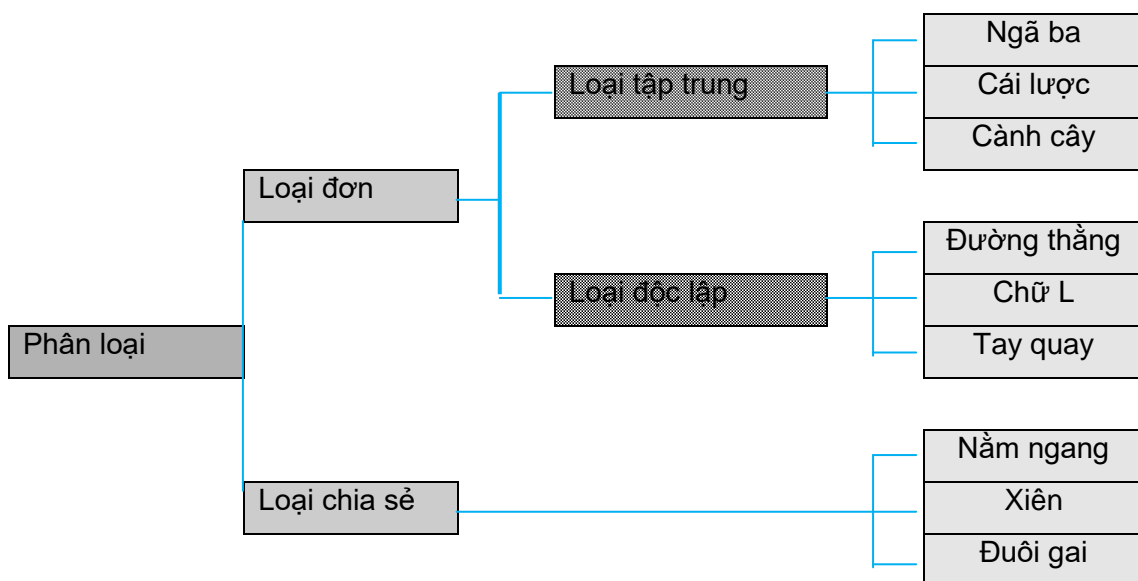 Ngã ba
Loại tập trung
Cái lược
Cành cây
Loại đơn
Đường thằng
Loại độc lập
Chữ L
Phân loại
Tay quay
Nằm ngang
Loại chia sẻ
Xiên
Đuôi gai